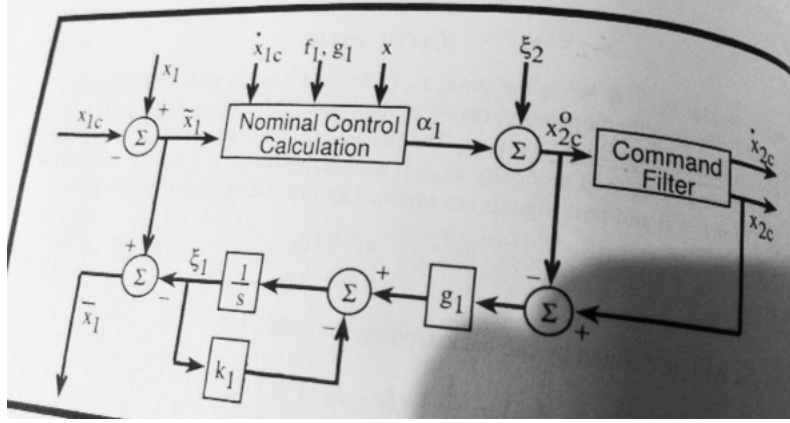 ẋ₁c f₁, g₁ x ξ₂
x₁
x₁c + x̃₁ Nominal Control Calculation α₁ Σ x₂cᵒ Command Filter ẋ₂c
Σ
−
x₂c
+ ξ₁ 1/s + g₁ −
Σ − Σ Σ +
x̄₁ − k₁